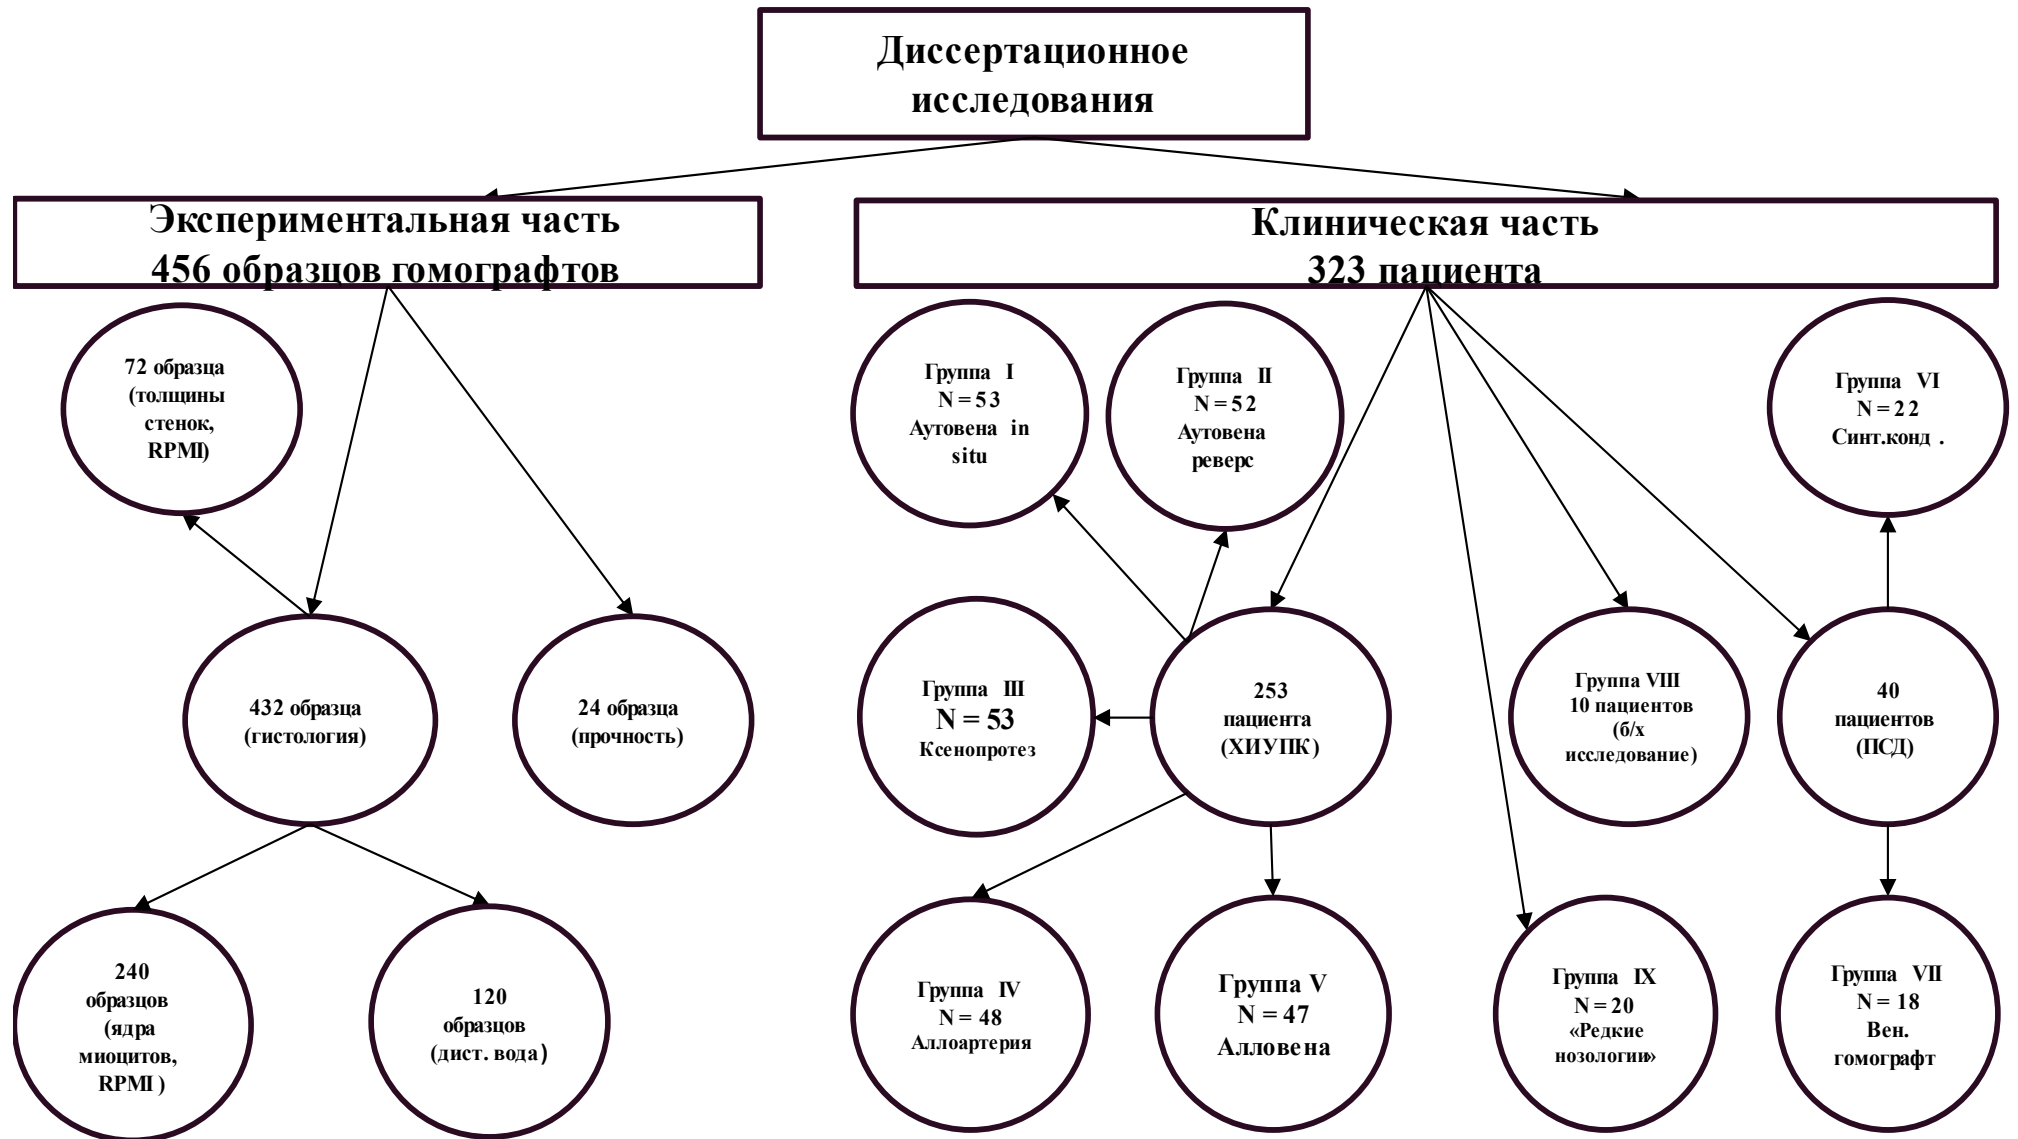 Диссертационное
исследования
Экспериментальная часть
456 образцов гомографтов
Клиническая часть
323 пациента
72 образца
(толщины
стенок,
RPMI)
Группа I
N = 53
Аутовена in
situ
Группа II
N = 52
Аутовена
реверс
Группа VI
N = 22
Синт.конд .
432 образца
(гистология)
24 образца
(прочность)
Группа III
N = 53
Ксенопротез
253
пациента
(ХИУПК)
Группа VIII
10 пациентов
(б/х
исследование)
40
пациентов
(ПСД)
240
образцов
(ядра
миоцитов,
RPMI )
120
образцов
(дист. вода)
Группа IV
N = 48
Аллоартерия
Группа V
N = 47
Алловена
Группа IX
N = 20
«Редкие
нозологии»
Группа VII
N = 18
Вен.
гомографт